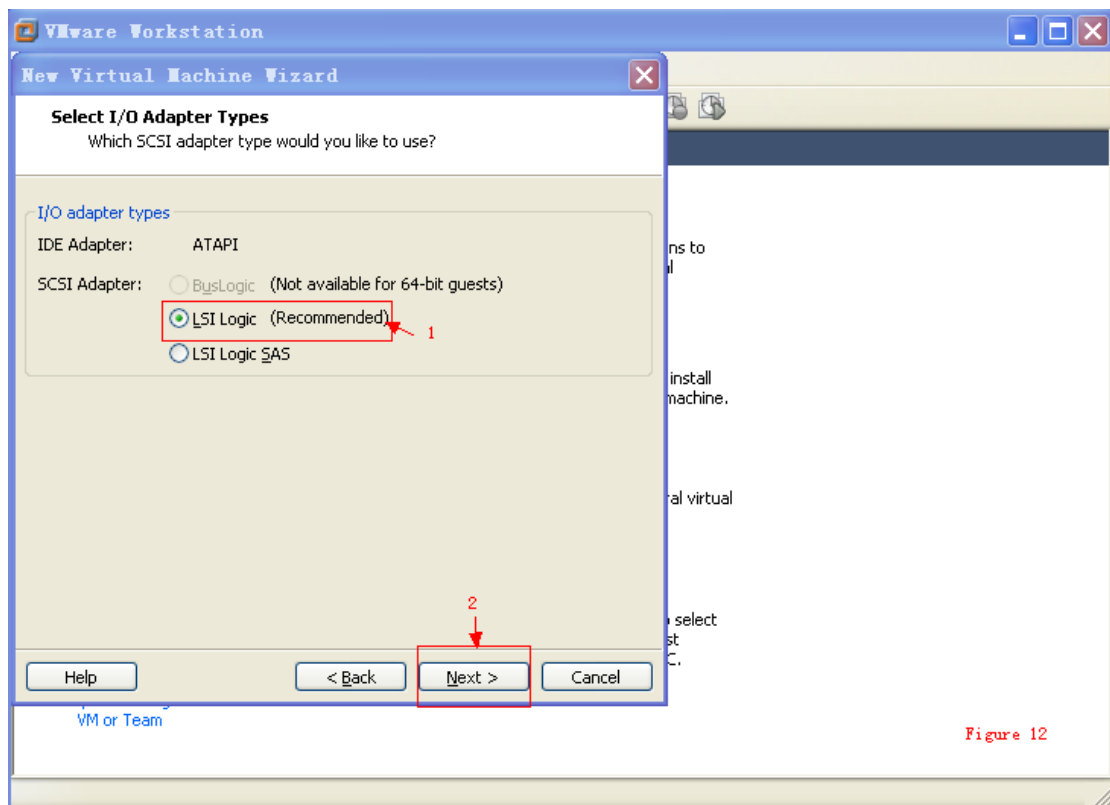 VMware Workstation
New Virtual Machine Wizard
Select I/O Adapter Types
Which SCSI adapter type would you like to use?
I/O adapter types
IDE Adapter: ATAPI
SCSI Adapter: BusLogic (Not available for 64-bit guests)
LSI Logic (Recommended)
1
LSI Logic SAS
2
Help
< Back
Next >
Cancel
ns to
install
machine.
al virtual
select
VM or Team
Figure 12